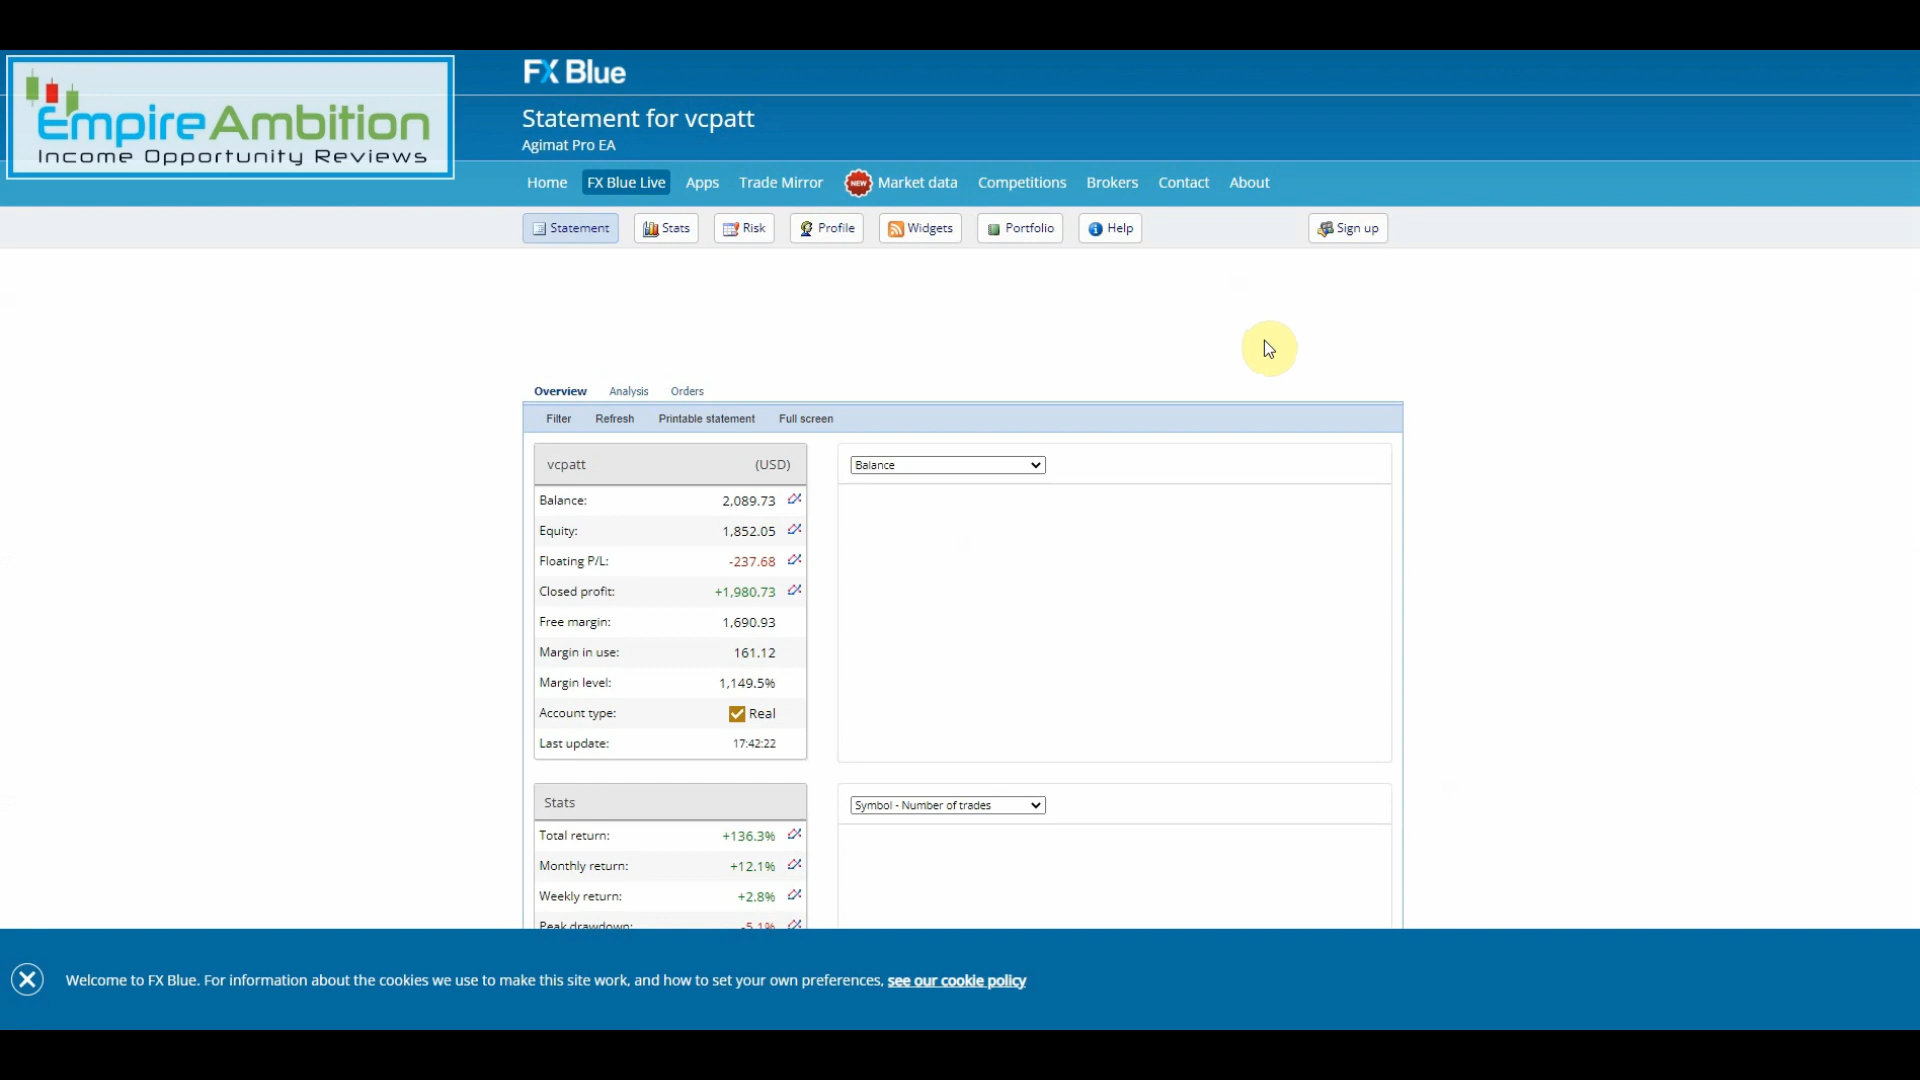 EmpireAmbition
Income Opportunity Reviews
FX Blue
Statement for vcpatt
Agimat Pro EA
Home FX Blue Live Apps Trade Mirror NEW Market data Competitions Brokers Contact About
Statement Stats Risk Profile Widgets Portfolio Help Sign up
Overview Analysis Orders
Filter Refresh Printable statement Full screen
vcpatt (USD)
Balance: 2,089.73
Equity: 1,852.05
Floating P/L: -237.68
Closed profit: +1,980.73
Free margin: 1,690.93
Margin in use: 161.12
Margin level: 1,149.5%
Account type: Real
Last update: 17:42:22
Balance
Stats
Total return: +136.3%
Monthly return: +12.1%
Weekly return: +2.8%
Peak drawdown: -5.1%
Symbol - Number of trades
Welcome to FX Blue. For information about the cookies we use to make this site work, and how to set your own preferences, see our cookie policy